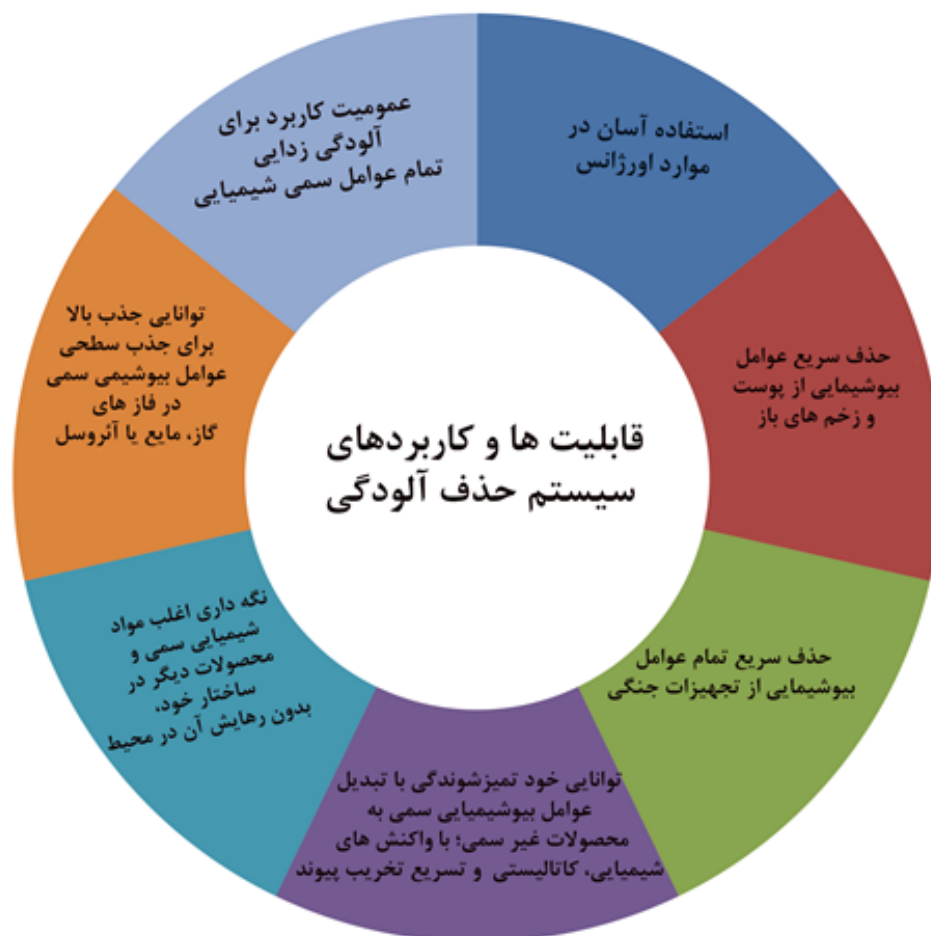 قابلیت ها و کاربردهای
سیستم حذف آلودگی
استفاده آسان در
موارد اورژانس
حذف سریع عوامل
بیوشیمایی از پوست
و زخم های باز
حذف سریع تمام عوامل
بیوشیمایی از تجهیزات جنگی
توانایی خود تمیزشوندگی با تبدیل
عوامل بیوشیمیایی سمی به
محصولات غیر سمی؛ با واکنش های
شیمیایی، کاتالیستی و تسریع تخریب پیوند
نگه داری اغلب مواد
شیمیایی سمی و
محصولات دیگر در
ساختار خود،
بدون رهایش آن در محیط
توانایی جذب بالا
برای جذب سطحی
عوامل بیوشیمی سمی
در فاز های
گاز، مایع یا آئروسل
عمومیت کاربرد برای
آلودگی زدایی
تمام عوامل سمی شیمیایی